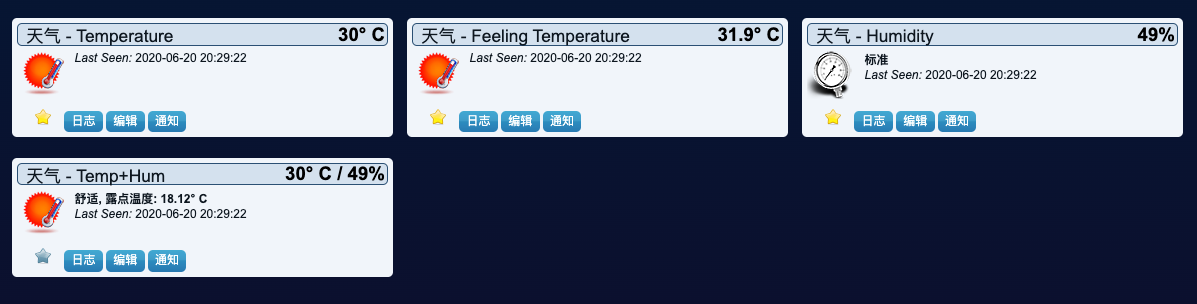 天气 - Temperature 30° C
Last Seen: 2020-06-20 20:29:22
日志 编辑 通知
天气 - Feeling Temperature 31.9° C
Last Seen: 2020-06-20 20:29:22
日志 编辑 通知
天气 - Humidity 49%
标准
Last Seen: 2020-06-20 20:29:22
日志 编辑 通知
天气 - Temp+Hum 30° C / 49%
舒适, 露点温度: 18.12° C
Last Seen: 2020-06-20 20:29:22
日志 编辑 通知